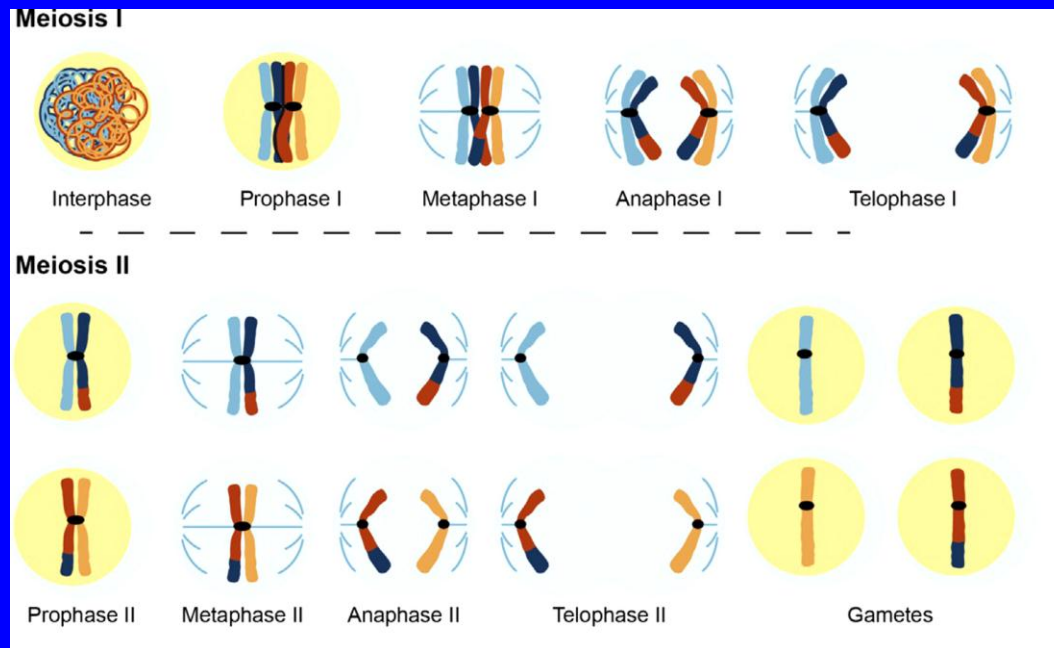 Meiosis I
Interphase
Prophase I
Metaphase I
Anaphase I
Telophase I
Meiosis II
Prophase II
Metaphase II
Anaphase II
Telophase II
Gametes